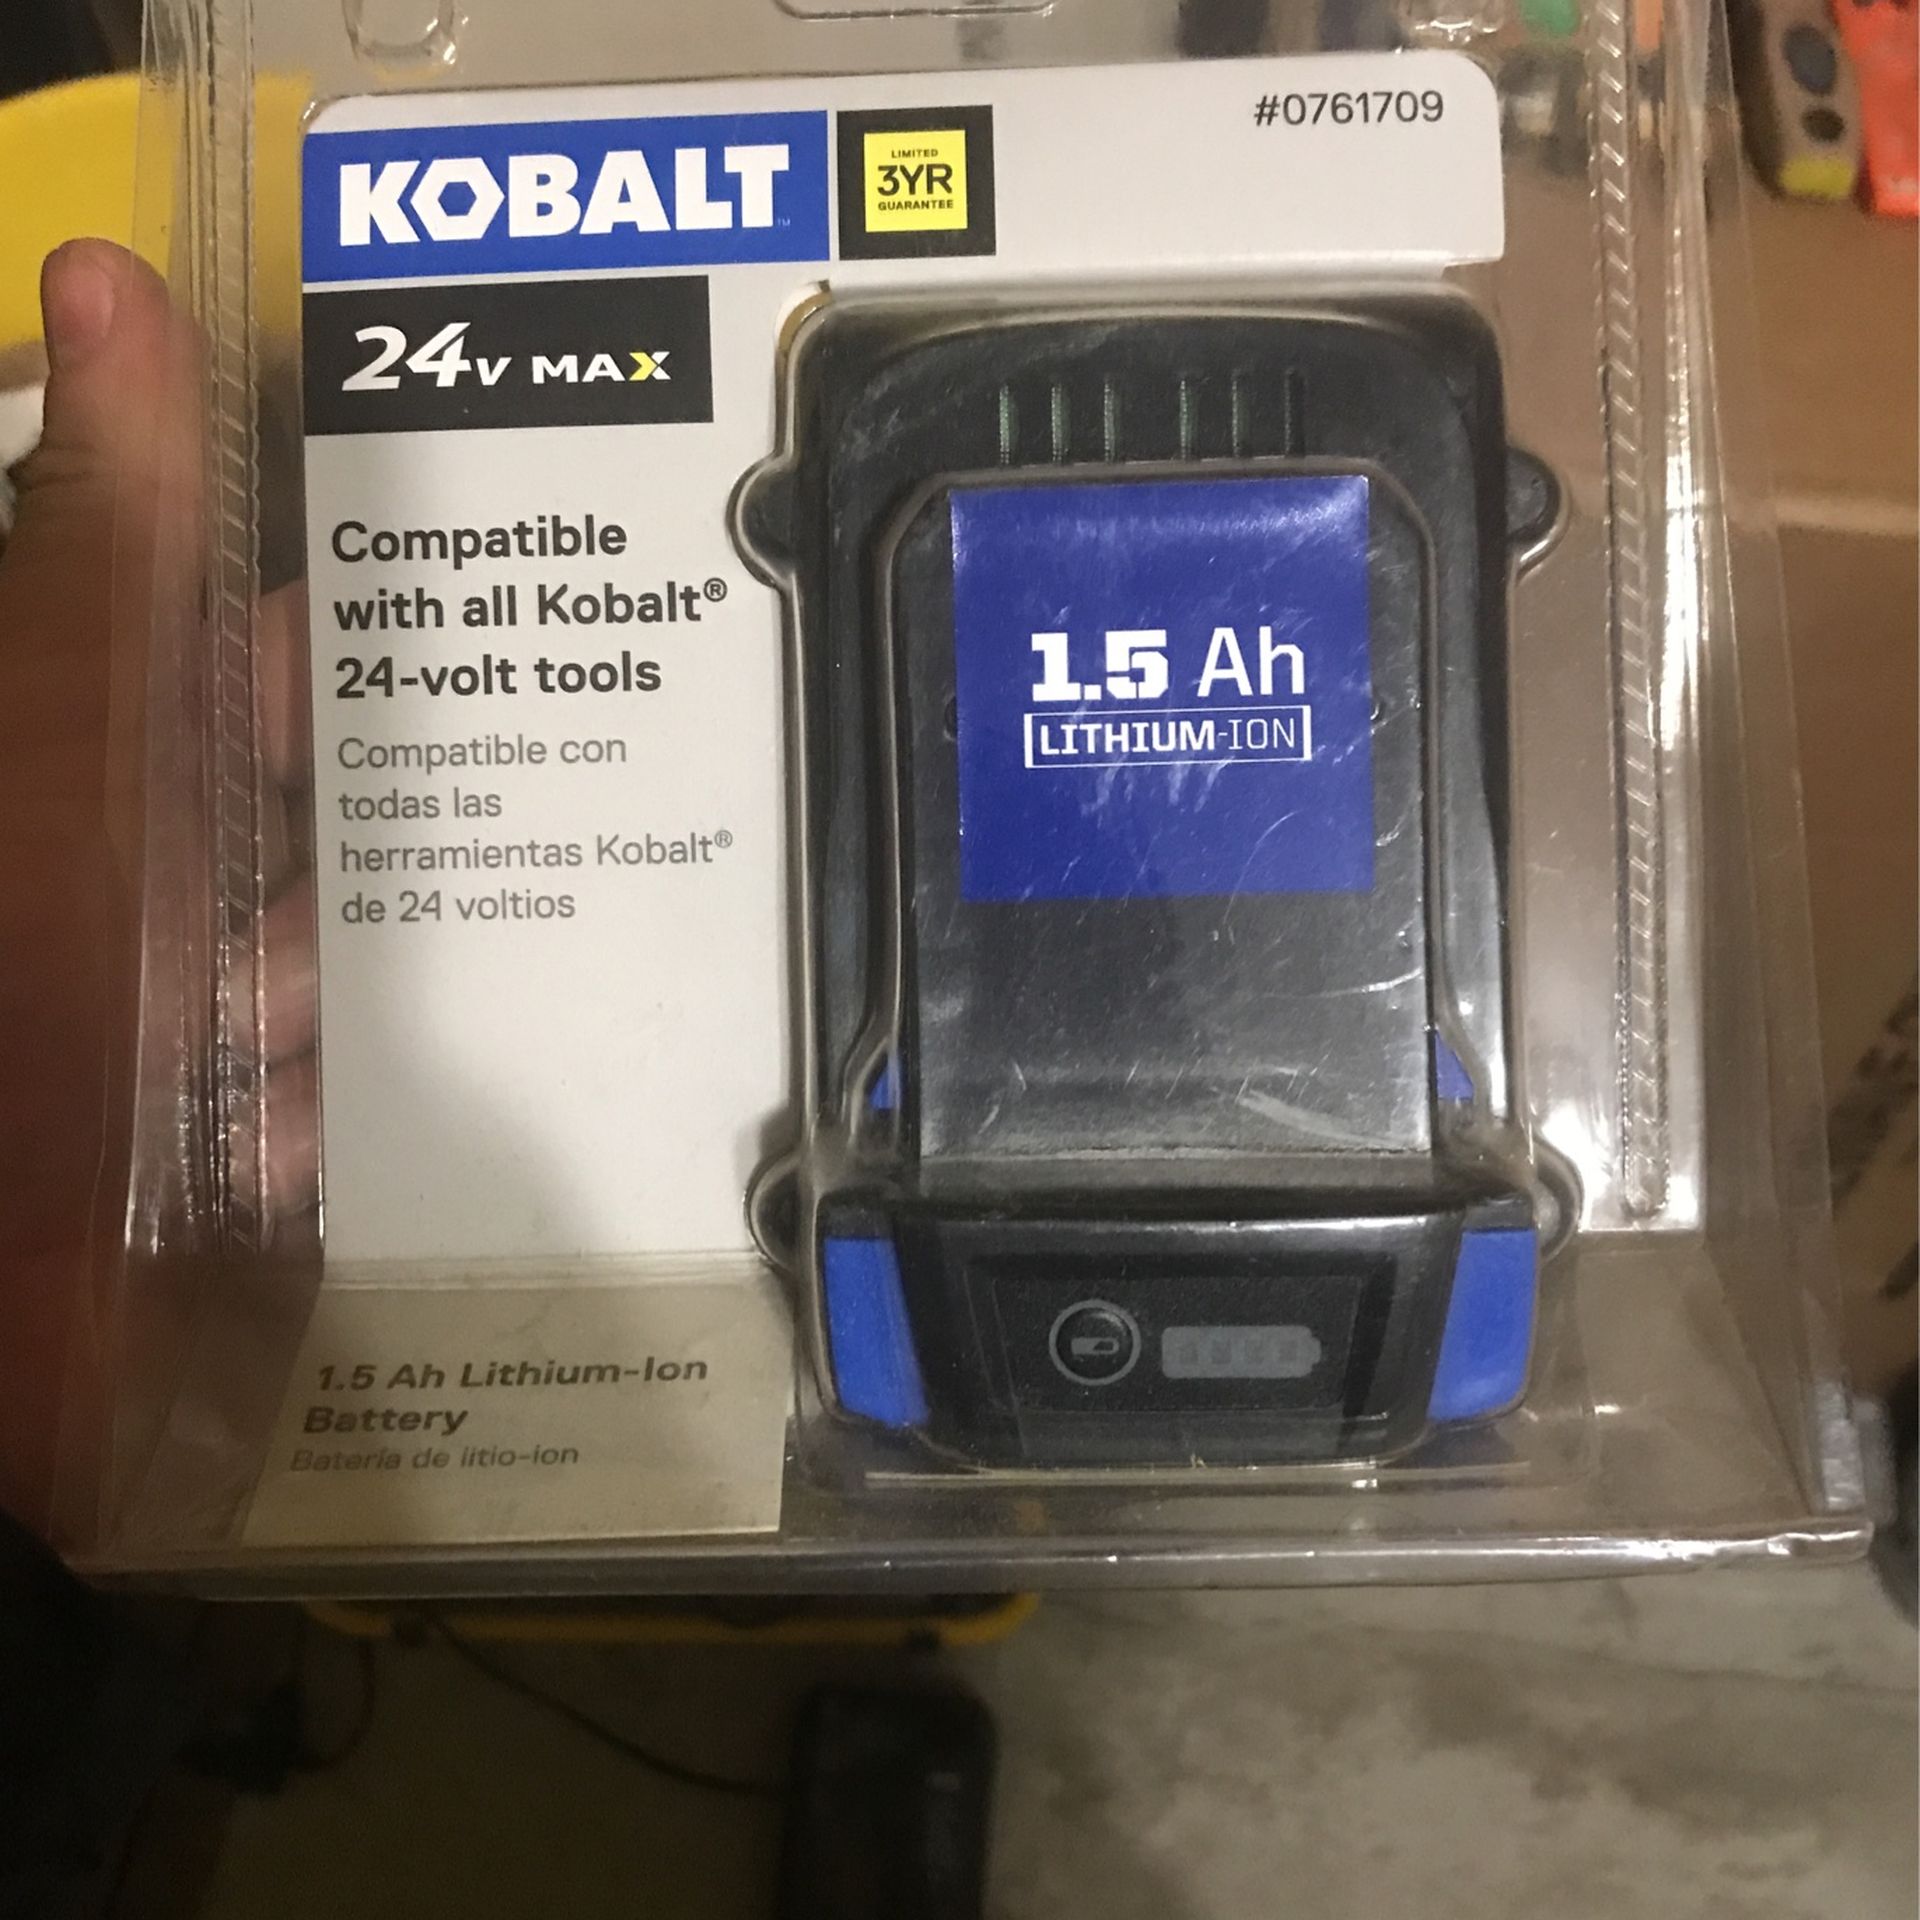 #0761709
KOBALT™
LIMITED
3YR
GUARANTEE
24V MAX
Compatible
with all Kobalt®
24-volt tools
Compatible con
todas las
herramientas Kobalt®
de 24 voltios
1.5 Ah
LITHIUM-ION
1.5 Ah Lithium-Ion
Battery
Batería de litio-ion